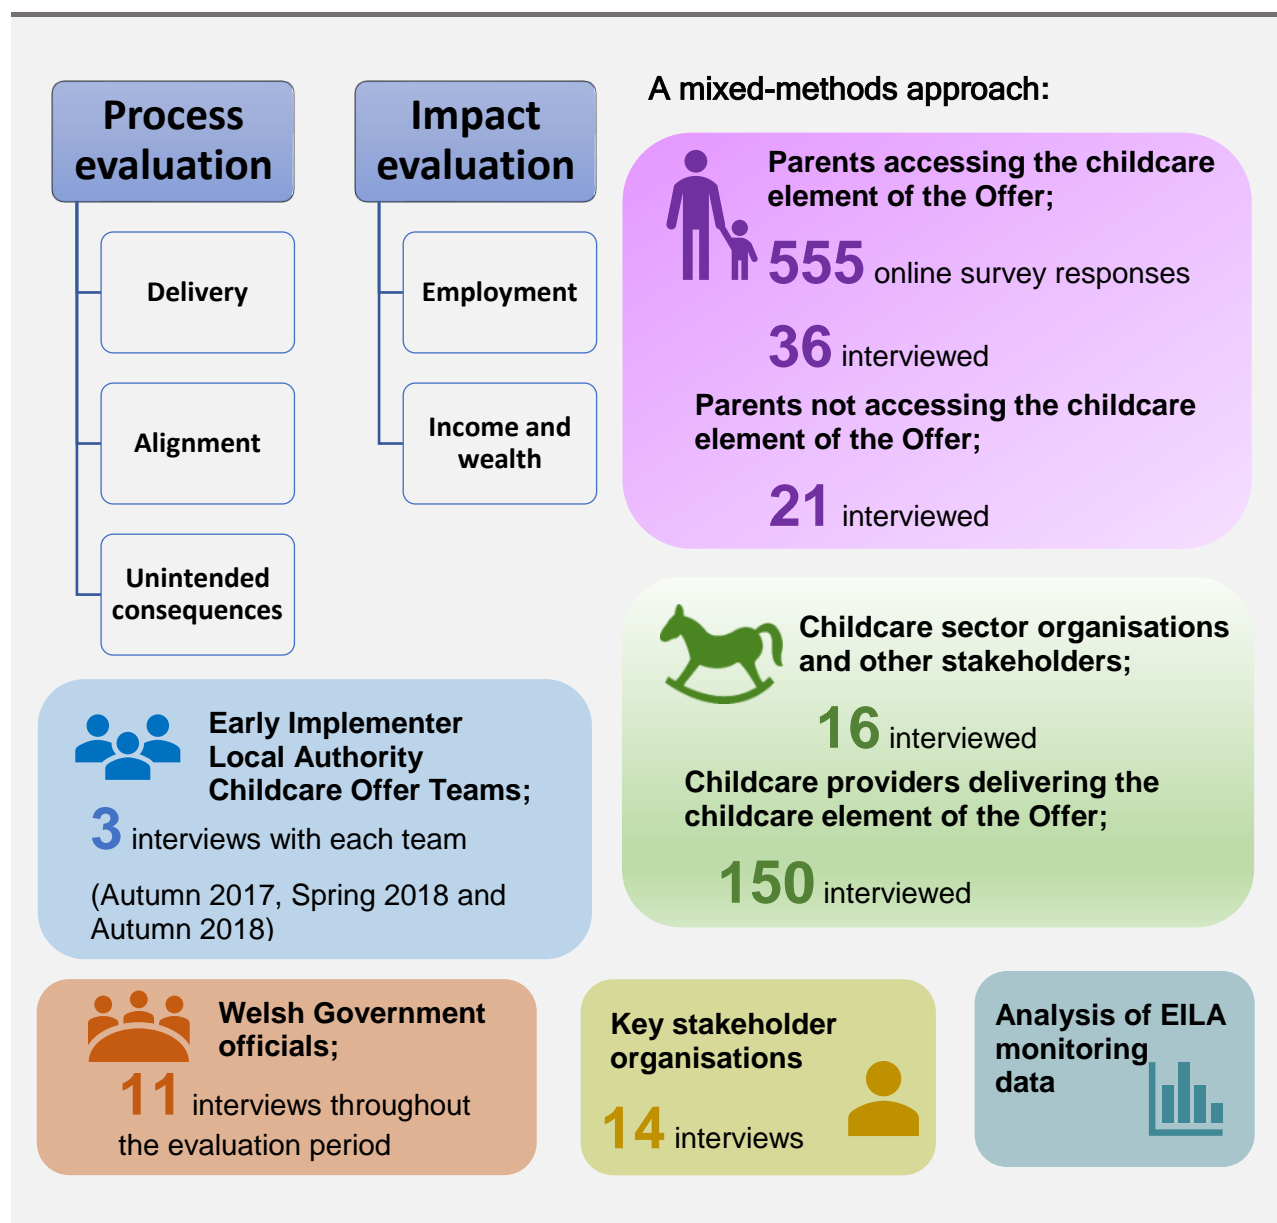 Process
evaluation
Delivery
Alignment
Unintended
consequences
Impact
evaluation
Employment
Income and
wealth
A mixed-methods approach:
Parents accessing the childcare
element of the Offer;
555 online survey responses
36 interviewed
Parents not accessing the childcare
element of the Offer;
21 interviewed
Childcare sector organisations
and other stakeholders;
16 interviewed
Childcare providers delivering the
childcare element of the Offer;
150 interviewed
Early Implementer
Local Authority
Childcare Offer Teams;
3 interviews with each team
(Autumn 2017, Spring 2018 and
Autumn 2018)
Welsh Government
officials;
11 interviews throughout
the evaluation period
Key stakeholder
organisations
14 interviews
Analysis of EILA
monitoring
data